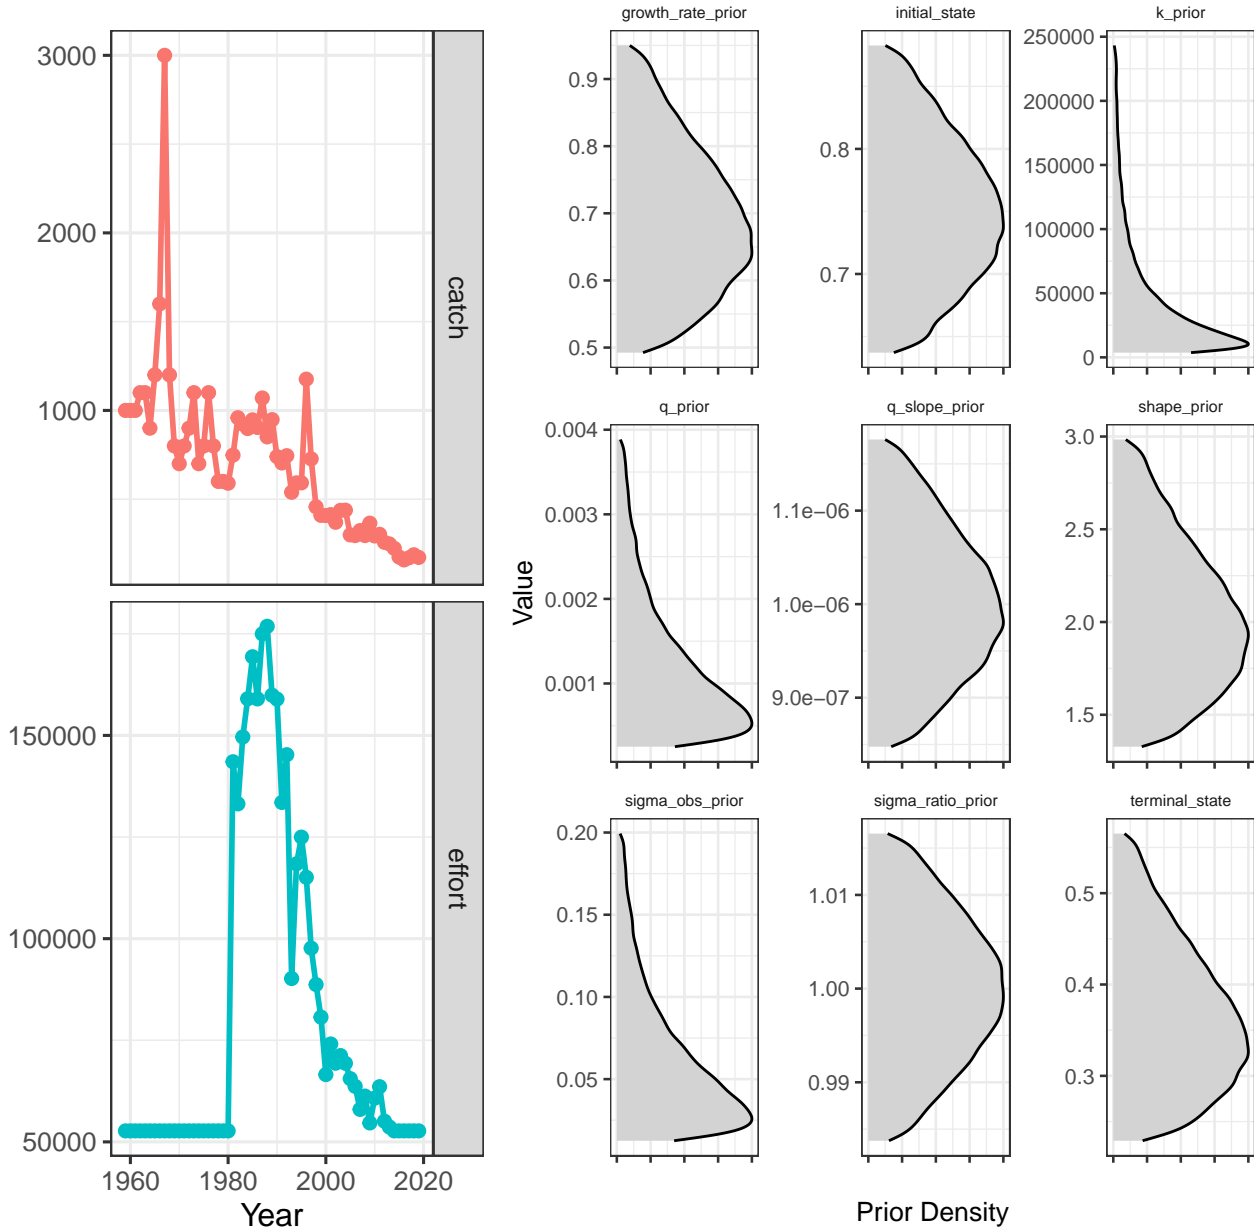 3000
2000
1000
catch
150000
100000
50000
effort
1960 1980 2000 2020
Year
growth_rate_prior
0.9
0.8
0.7
0.6
0.5
initial_state
0.8
0.7
k_prior
250000
200000
150000
100000
50000
0
q_prior
0.004
0.003
0.002
0.001
q_slope_prior
1.1e−06
1.0e−06
9.0e−07
shape_prior
3.0
2.5
2.0
1.5
sigma_obs_prior
0.20
0.15
0.10
0.05
sigma_ratio_prior
1.01
1.00
0.99
terminal_state
0.5
0.4
0.3
Value
Prior Density